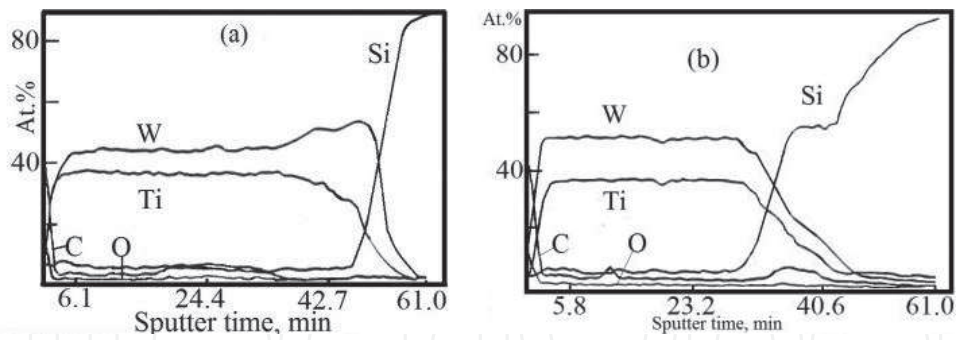 (a)
80
Si
At.%
W
40
Ti
C
O
6.1 24.4 42.7 61.0
Sputter time, min
At.%
(b)
80
Si
W
40
Ti
C
O
5.8 23.2 40.6 61.0
Sputter time, min